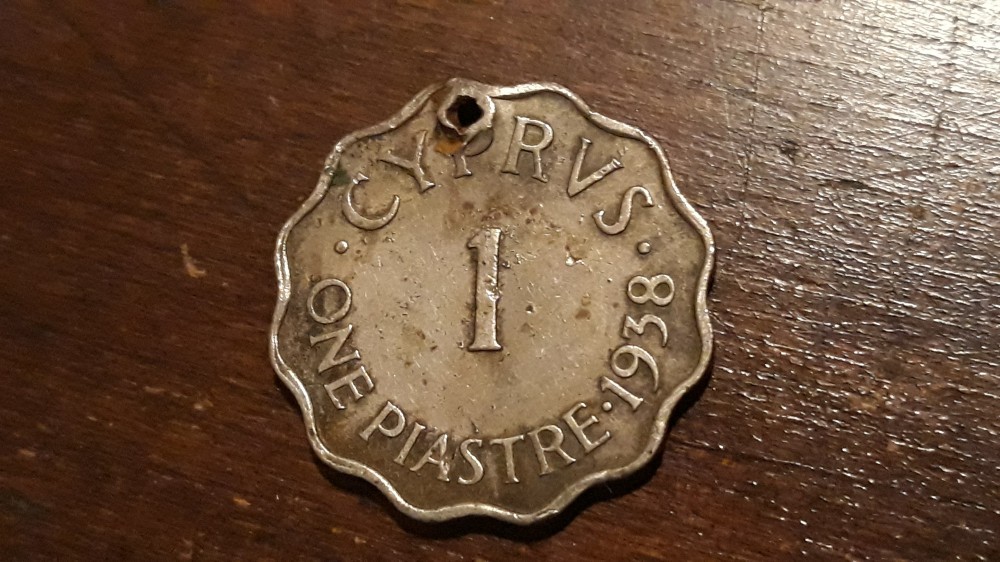 CYPRVS
1
ONE PIASTRE·1938